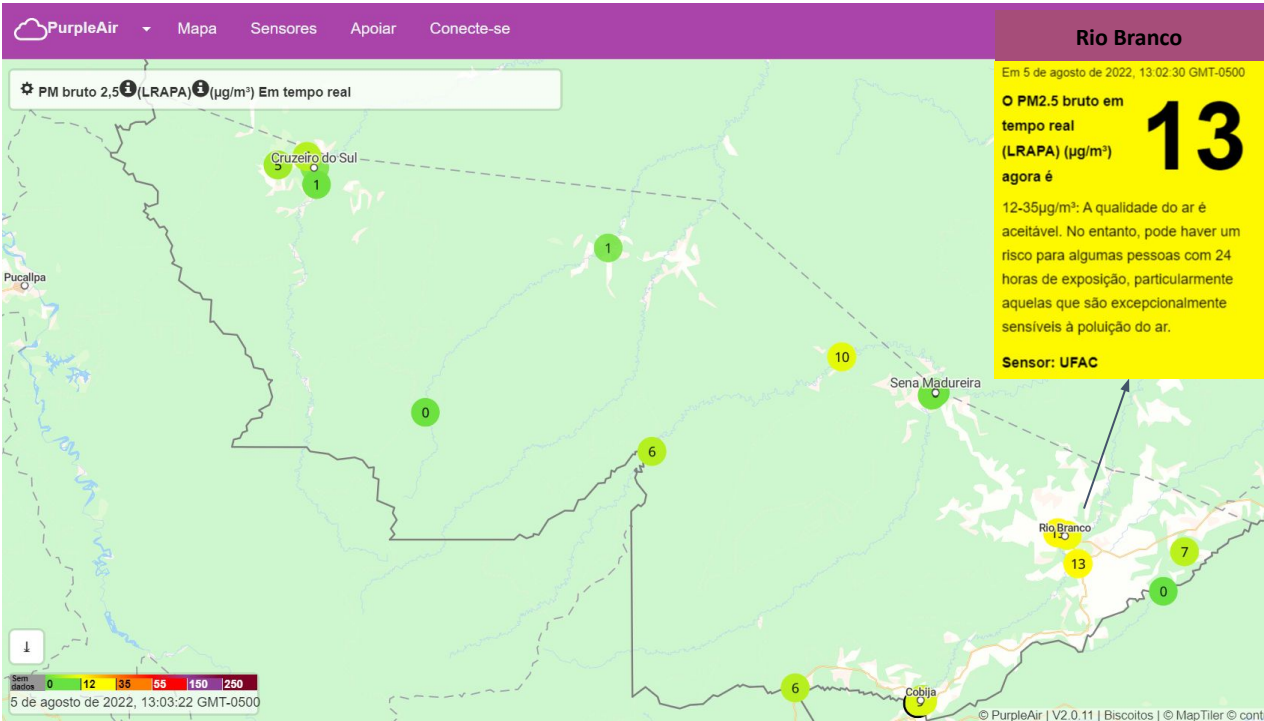 PurpleAir Mapa Sensores Apoiar Conecte-se
Rio Branco
PM bruto 2,5 (LRAPA) (µg/m³) Em tempo real
Em 5 de agosto de 2022, 13:02:30 GMT-0500
O PM2.5 bruto em
tempo real
(LRAPA) (µg/m³)
agora é
13
12-35µg/m³: A qualidade do ar é
aceitável. No entanto, pode haver um
risco para algumas pessoas com 24
horas de exposição, particularmente
aquelas que são excepcionalmente
sensíveis à poluição do ar.
Sensor: UFAC
Cruzeiro do Sul
5
1
1
Pucallpa
10
Sena Madureira
0
6
Rio Branco
13
7
0
6
Cobija
Sem
dados 0 12 35 55 150 250
5 de agosto de 2022, 13:03:22 GMT-0500
© PurpleAir | V2.0.11 | Biscoitos | © MapTiler © cont